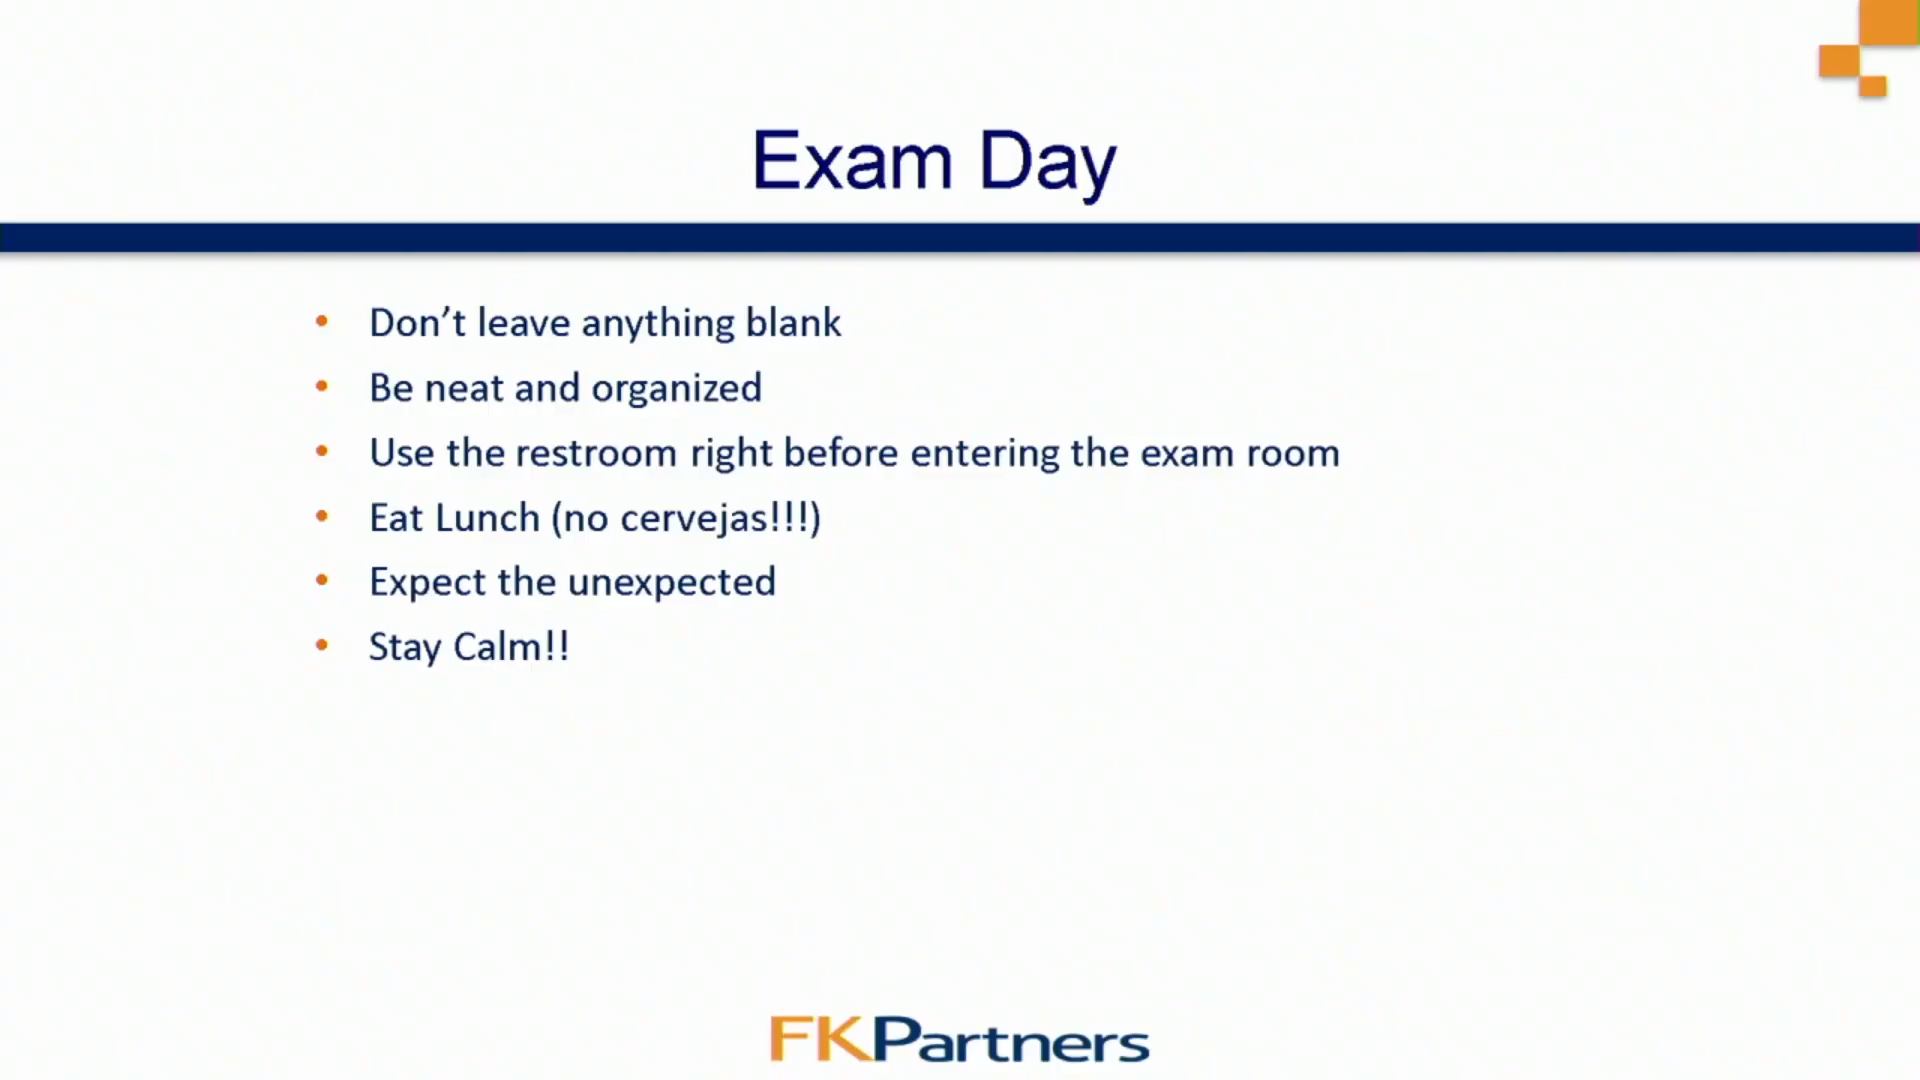 Exam Day
• Don’t leave anything blank
• Be neat and organized
• Use the restroom right before entering the exam room
• Eat Lunch (no cervejas!!!)
• Expect the unexpected
• Stay Calm!!
FKPartners